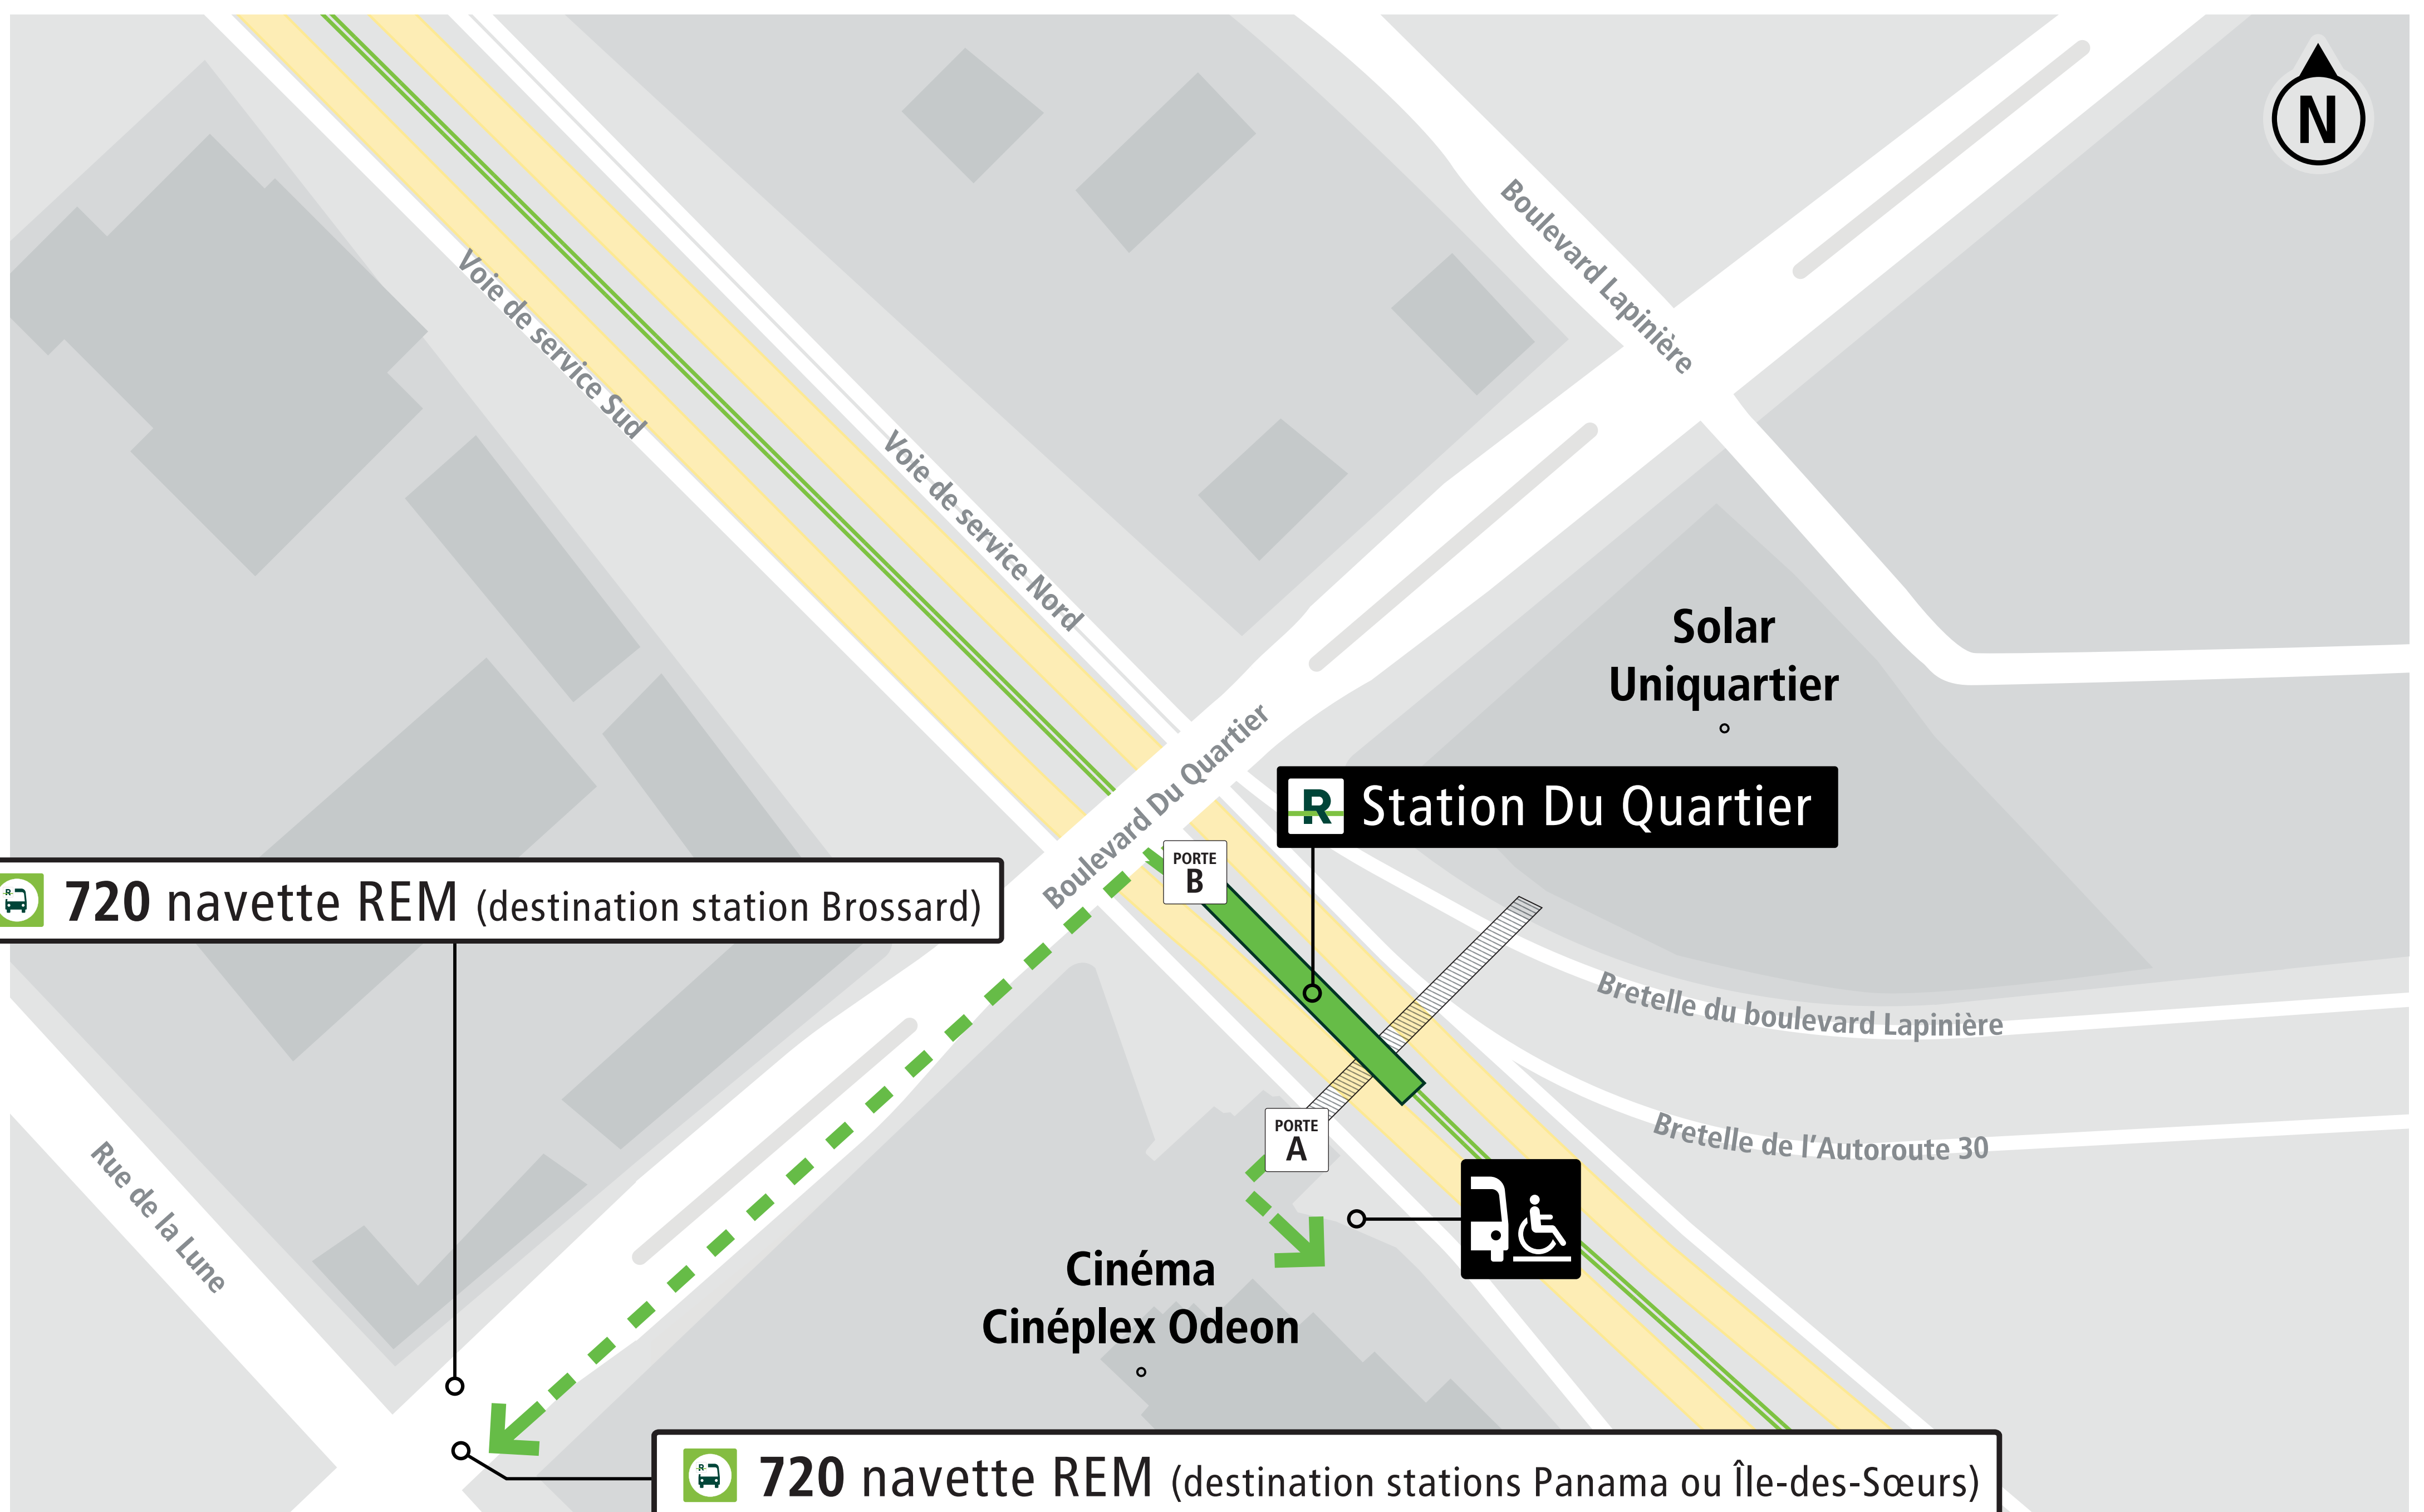 N
Boulevard Lapinière
Voie de service Sud
Voie de service Nord
Solar
Uniquartier
Boulevard Du Quartier
R Station Du Quartier
PORTE
B
720 navette REM (destination station Brossard)
Bretelle du boulevard Lapinière
Bretelle de l'Autoroute 30
PORTE
A
Rue de la Lune
Cinéma
Cinéplex Odeon
720 navette REM (destination stations Panama ou Île-des-Sœurs)